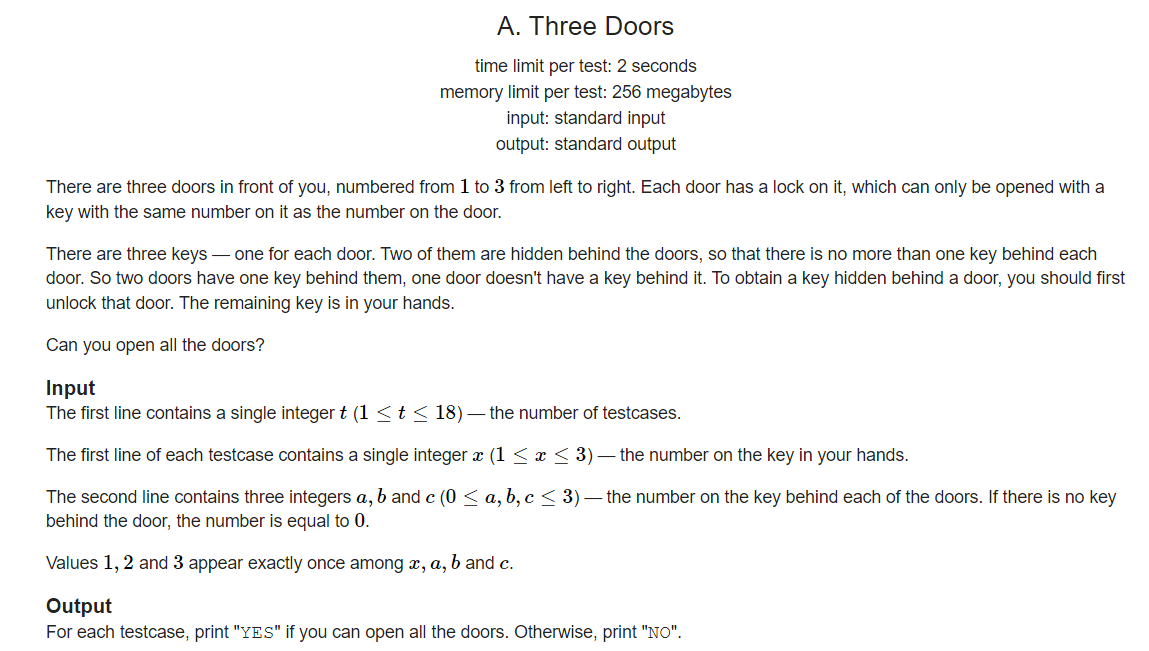 A. Three Doors
time limit per test: 2 seconds
memory limit per test: 256 megabytes
input: standard input
output: standard output
There are three doors in front of you, numbered from 1 to 3 from left to right. Each door has a lock on it, which can only be opened with a
key with the same number on it as the number on the door.
There are three keys — one for each door. Two of them are hidden behind the doors, so that there is no more than one key behind each
door. So two doors have one key behind them, one door doesn't have a key behind it. To obtain a key hidden behind a door, you should first
unlock that door. The remaining key is in your hands.
Can you open all the doors?
Input
The first line contains a single integer t (1 ≤ t ≤ 18) — the number of testcases.
The first line of each testcase contains a single integer x (1 ≤ x ≤ 3) — the number on the key in your hands.
The second line contains three integers a, b and c (0 ≤ a, b, c ≤ 3) — the number on the key behind each of the doors. If there is no key
behind the door, the number is equal to 0.
Values 1, 2 and 3 appear exactly once among x, a, b and c.
Output
For each testcase, print "YES" if you can open all the doors. Otherwise, print "NO".